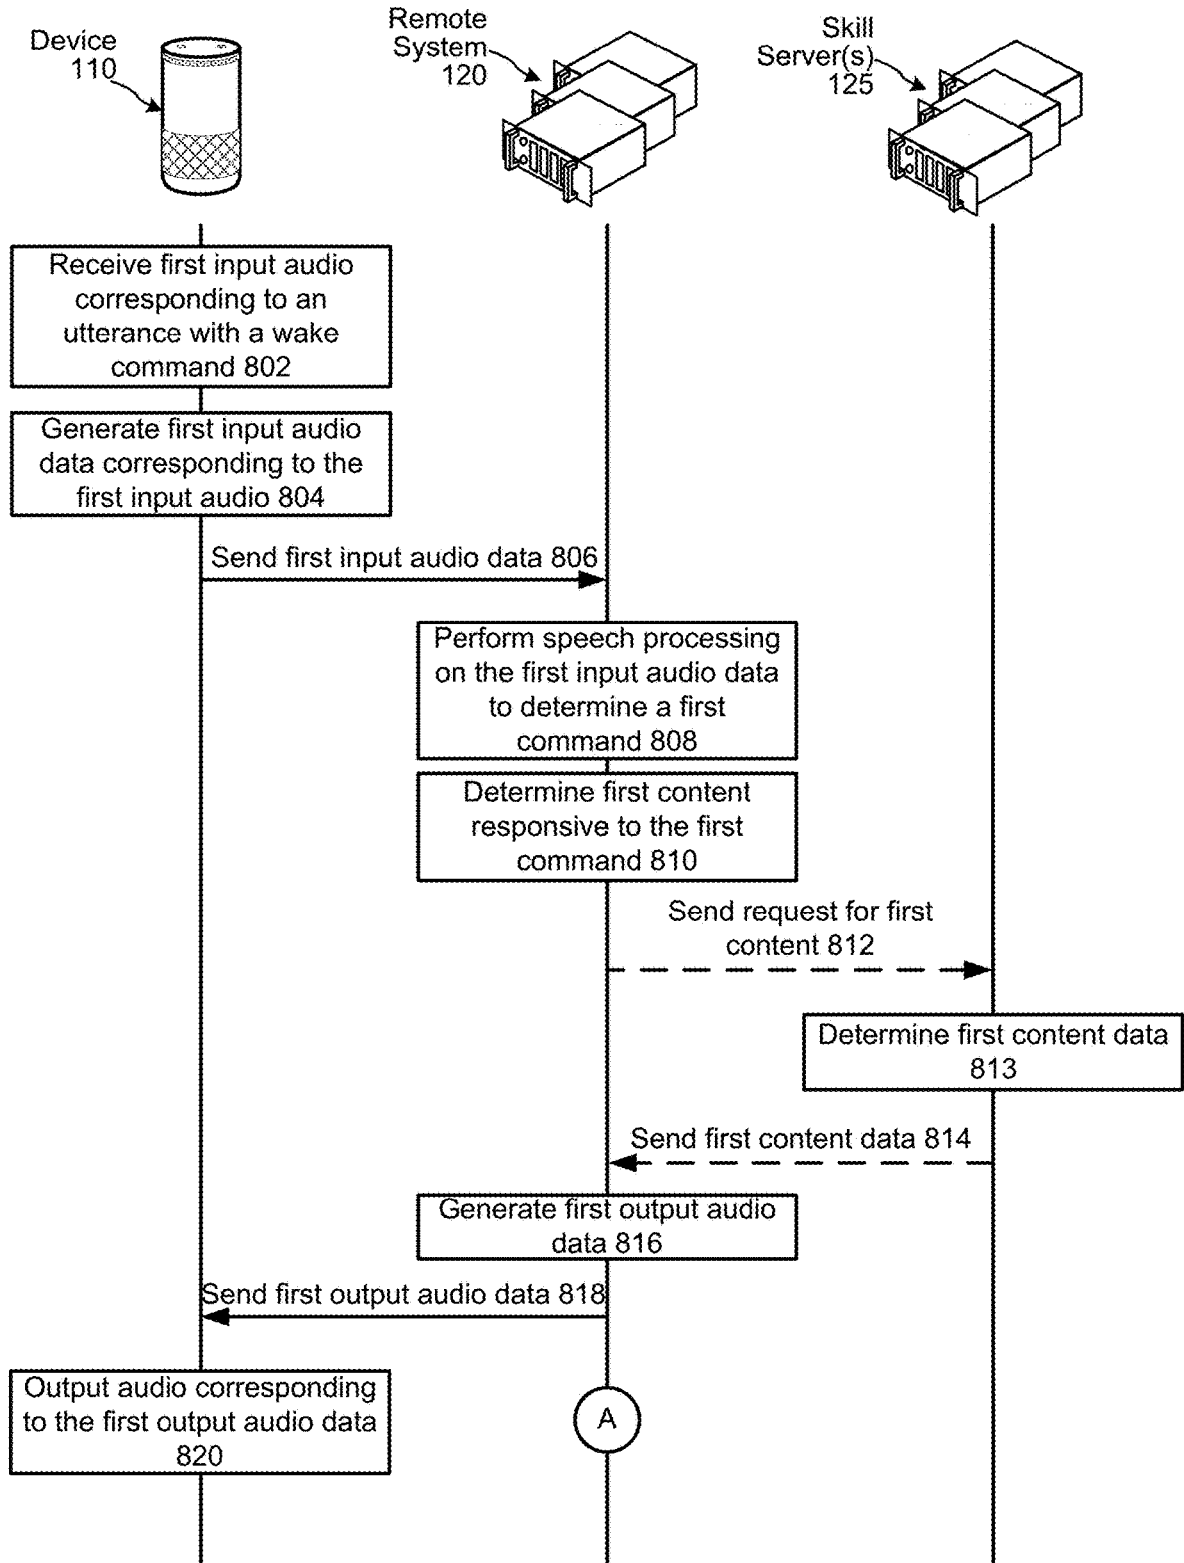 Device
110
Remote
System
120
Skill
Server(s)
125
Receive first input audio
corresponding to an
utterance with a wake
command 802
Generate first input audio
data corresponding to the
first input audio 804
Send first input audio data 806
Perform speech processing
on the first input audio data
to determine a first
command 808
Determine first content
responsive to the first
command 810
Send request for first
content 812
Determine first content data
813
Send first content data 814
Generate first output audio
data 816
Send first output audio data 818
Output audio corresponding
to the first output audio data
820
A